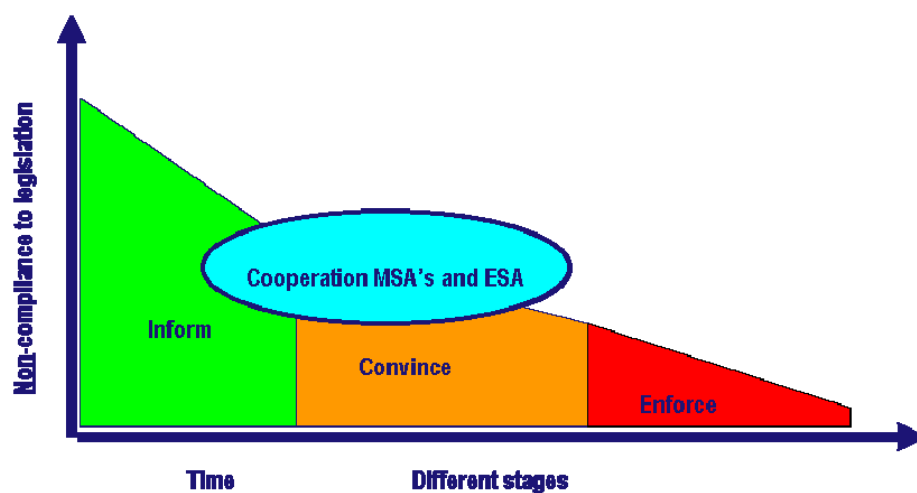 Non-compliance to legislation
Cooperation MSA's and ESA
Inform
Convince
Enforce
Time
Different stages